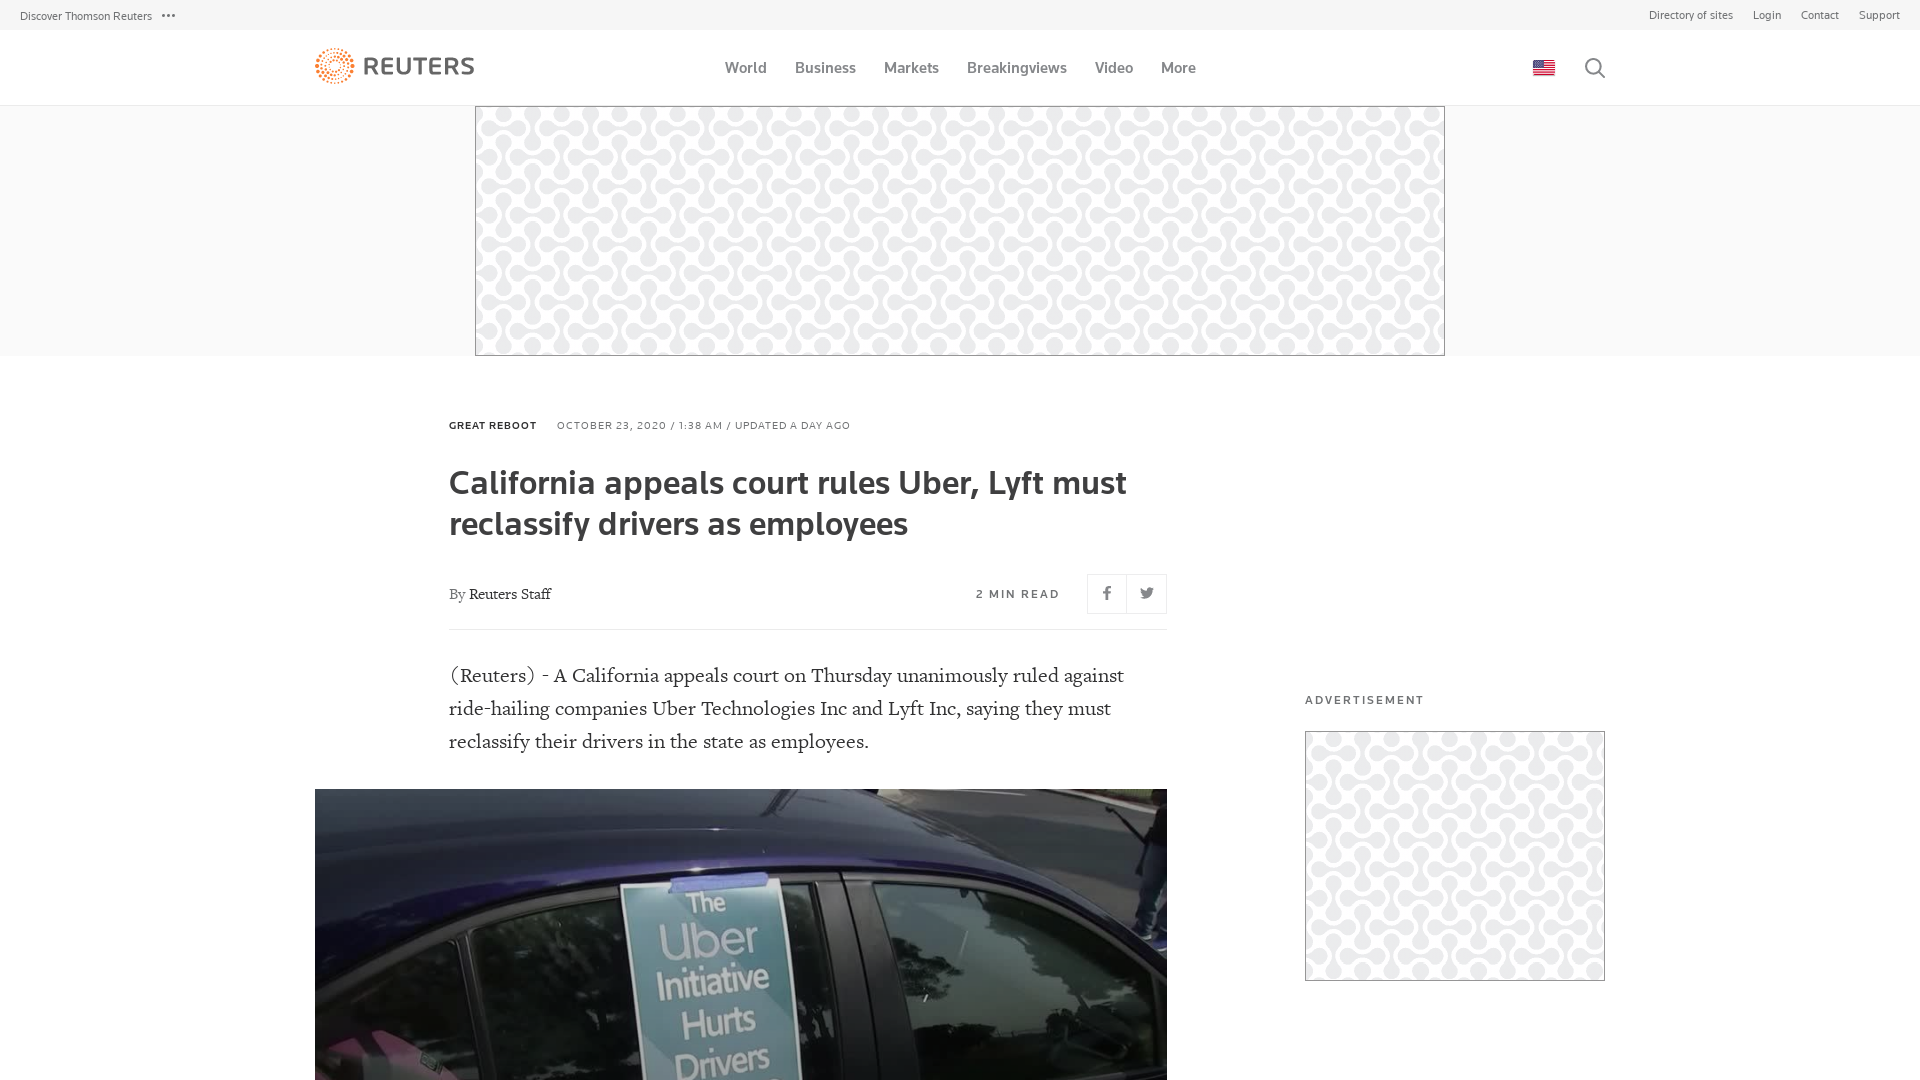 Discover Thomson Reuters
Directory of sites Login Contact Support
REUTERS
World Business Markets Breakingviews Video More
GREAT REBOOT OCTOBER 23, 2020 / 1:38 AM / UPDATED A DAY AGO
California appeals court rules Uber, Lyft must
reclassify drivers as employees
By Reuters Staff
2 MIN READ
(Reuters) - A California appeals court on Thursday unanimously ruled against
ride-hailing companies Uber Technologies Inc and Lyft Inc, saying they must
reclassify their drivers in the state as employees.
ADVERTISEMENT
The
Uber
Initiative
Hurts
Drivers